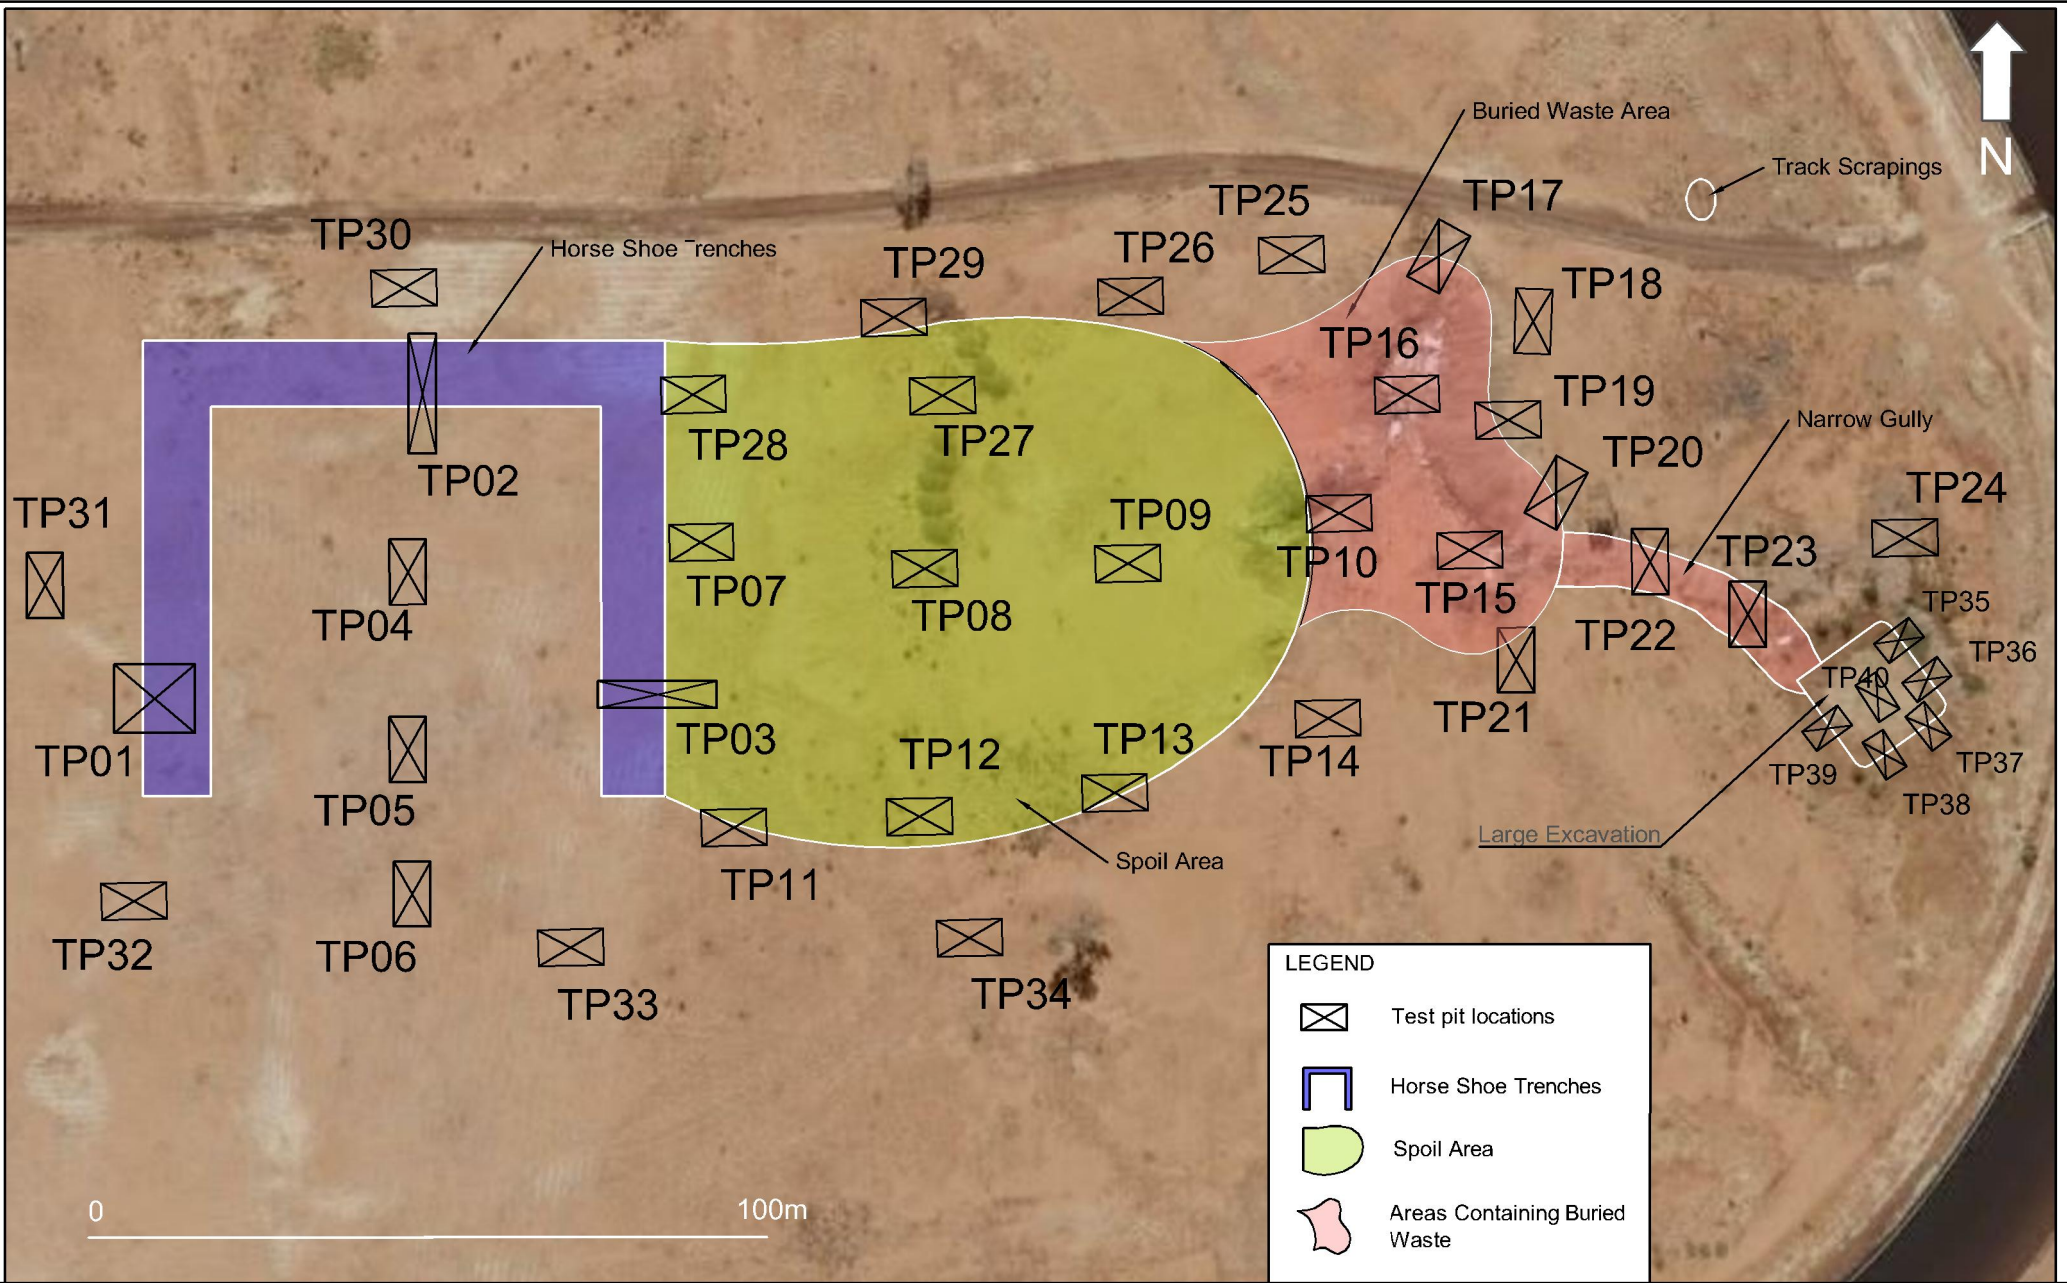 Buried Waste Area
N
Track Scrapings
TP17
TP25
TP30
TP26
Horse Shoe Trenches
TP29
TP18
TP16
TP19
Narrow Gully
TP28
TP27
TP20
TP02
TP24
TP31
TP09
TP23
TP10
TP07
TP15
TP35
TP08
TP04
TP22
TP36
TP40
TP21
TP03
TP13
TP12
TP14
TP01
TP37
TP39
TP38
TP05
Large Excavation
Spoil Area
TP11
TP32
TP06
TP34
TP33
LEGEND
Test pit locations
Horse Shoe Trenches
Spoil Area
Areas Containing Buried
Waste
0
100m